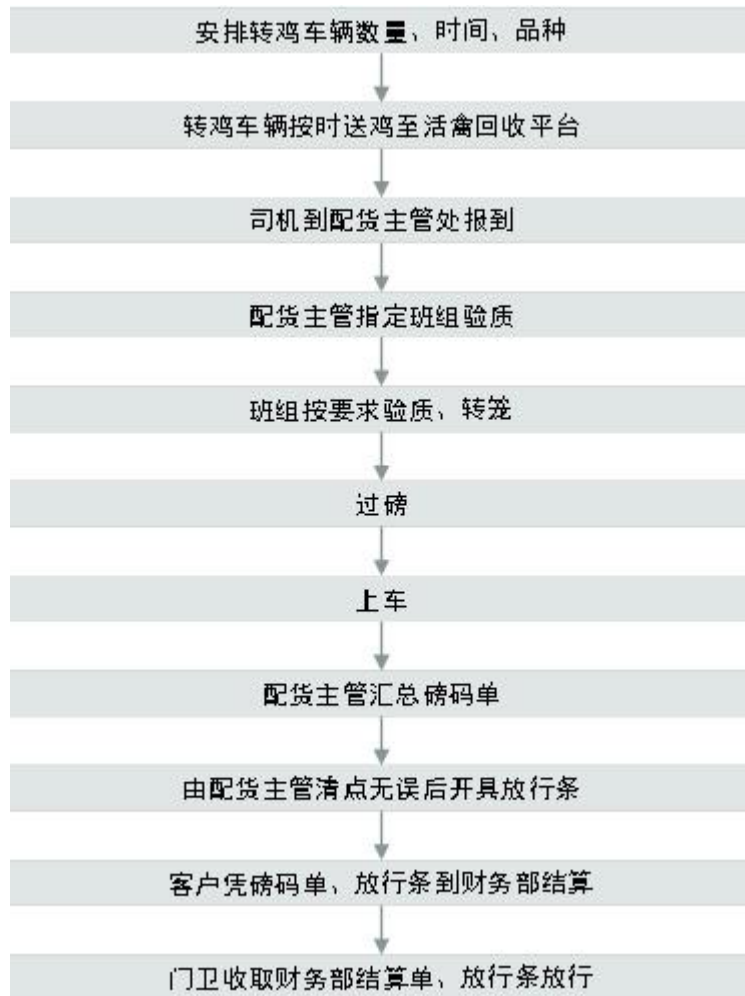 安排转鸡车辆数量、时间、品种
转鸡车辆按时送鸡至活禽回收平台
司机到配货主管处报到
配货主管指定班组验质
班组按要求验质、转笼
过磅
上车
配货主管汇总磅码单
由配货主管清点无误后开具放行条
客户凭磅码单、放行条到财务部结算
门卫收取财务部结算单、放行条放行